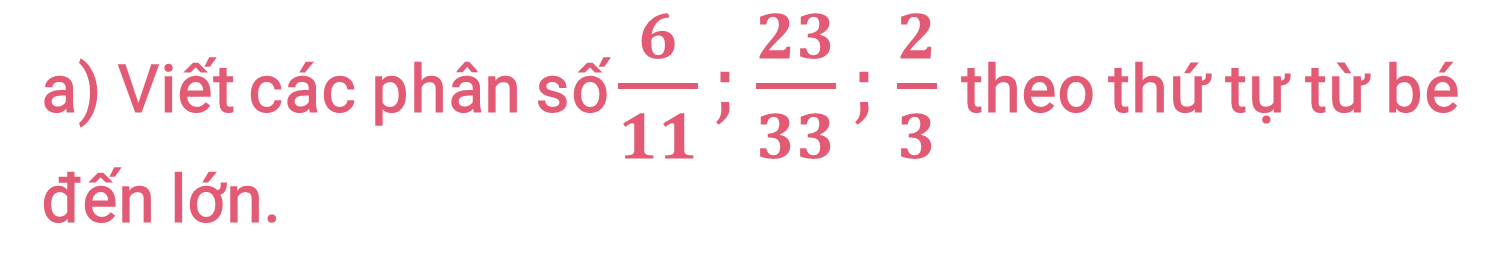 a) Viết các phân số 6/11 ; 23/33 ; 2/3 theo thứ tự từ bé
đến lớn.